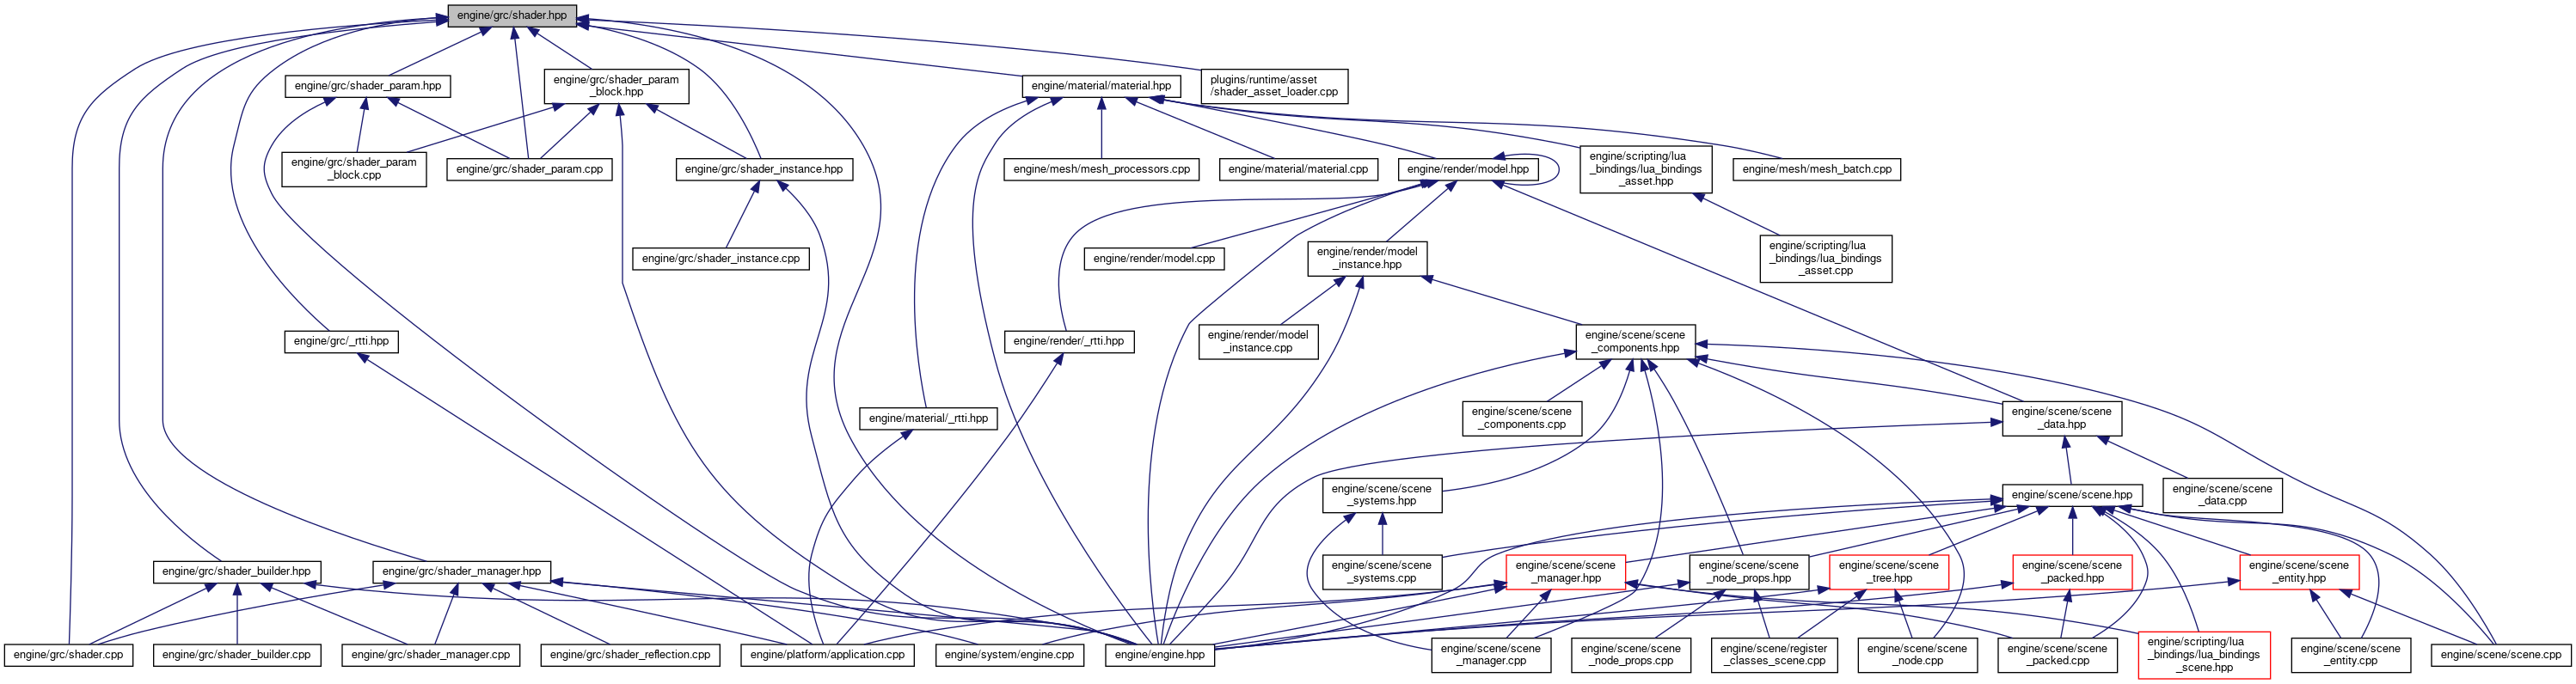 engine/grc/shader.hpp
engine/grc/shader_param.hpp
engine/grc/shader_param
_block.hpp
engine/material/material.hpp
plugins/runtime/asset
/shader_asset_loader.cpp
engine/grc/shader_param
_block.cpp
engine/grc/shader_param.cpp
engine/grc/shader_instance.hpp
engine/mesh/mesh_processors.cpp
engine/material/material.cpp
engine/render/model.hpp
engine/scripting/lua
_bindings/lua_bindings
_asset.hpp
engine/mesh/mesh_batch.cpp
engine/grc/shader_instance.cpp
engine/render/model.cpp
engine/render/model
_instance.hpp
engine/scripting/lua
_bindings/lua_bindings
_asset.cpp
engine/grc/_rtti.hpp
engine/render/_rtti.hpp
engine/render/model
_instance.cpp
engine/scene/scene
_components.hpp
engine/material/_rtti.hpp
engine/scene/scene
_components.cpp
engine/scene/scene
_data.hpp
engine/scene/scene
_systems.hpp
engine/scene/scene.hpp
engine/scene/scene
_data.cpp
engine/grc/shader_builder.hpp
engine/grc/shader_manager.hpp
engine/scene/scene
_systems.cpp
engine/scene/scene
_manager.hpp
engine/scene/scene
_node_props.hpp
engine/scene/scene
_tree.hpp
engine/scene/scene
_packed.hpp
engine/scene/scene
_entity.hpp
engine/grc/shader.cpp
engine/grc/shader_builder.cpp
engine/grc/shader_manager.cpp
engine/grc/shader_reflection.cpp
engine/platform/application.cpp
engine/system/engine.cpp
engine/engine.hpp
engine/scene/scene
_manager.cpp
engine/scene/scene
_node_props.cpp
engine/scene/register
_classes_scene.cpp
engine/scene/scene
_node.cpp
engine/scene/scene
_packed.cpp
engine/scripting/lua
_bindings/lua_bindings
_scene.hpp
engine/scene/scene
_entity.cpp
engine/scene/scene.cpp